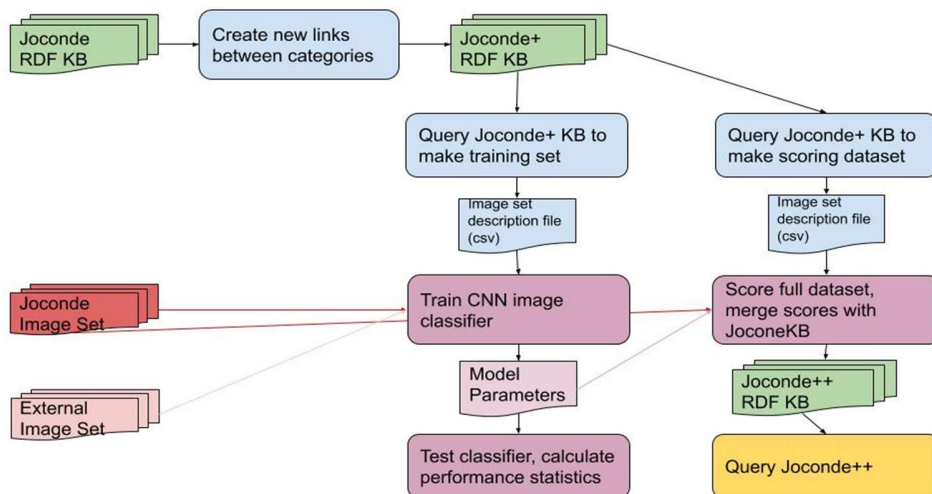 Joconde
RDF KB
Create new links
between categories
Joconde+
RDF KB
Query Joconde+ KB to
make training set
Query Joconde+ KB to
make scoring dataset
Image set
description file
(csv)
Image set
description file
(csv)
Joconde
Image Set
Train CNN image
classifier
Score full dataset,
merge scores with
JoconeKB
External
Image Set
Model
Parameters
Joconde++
RDF KB
Test classifier, calculate
performance statistics
Query Joconde++